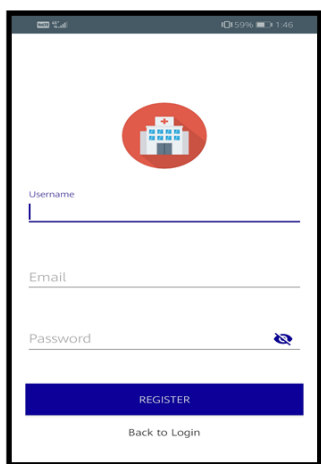 59% 1:46
Username
Email
Password
REGISTER
Back to Login